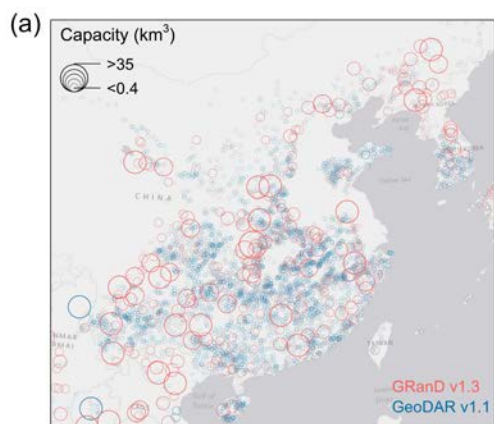 (a)
Capacity (km³)
>35
<0.4
CHINA
TAIWAN
GRanD v1.3
GeoDAR v1.1